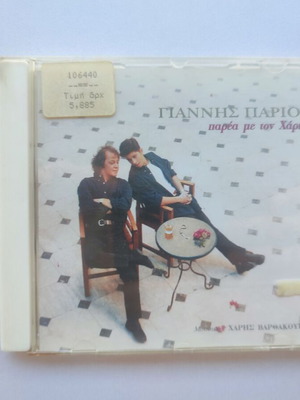 106440
Τιμή δρχ
5.885
ΓΙΑΝΝΗΣ ΠΑΡΙΟ
παρέα με τον Χάρ
ΧΑΡΗΣ ΒΑΡΘΑΚΟΥ